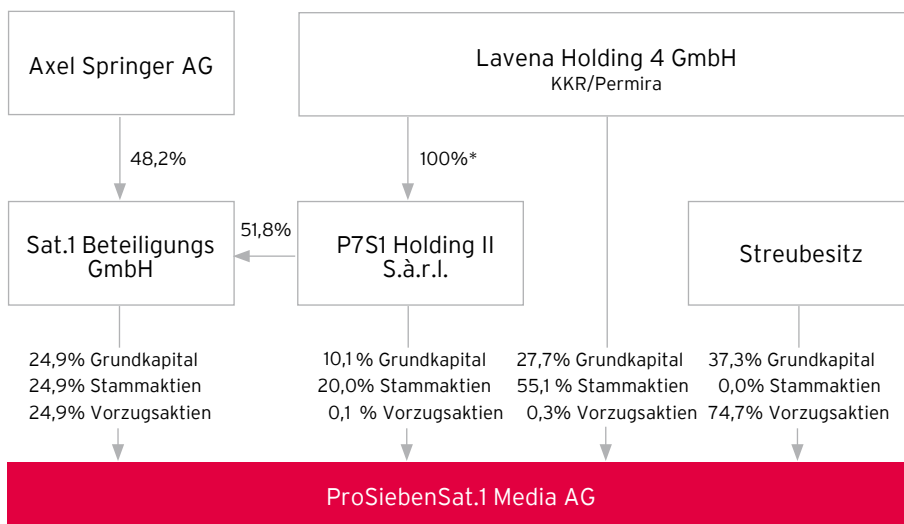 Axel Springer AG
Lavena Holding 4 GmbH
KKR/Permira
48,2%
100%*
Sat.1 Beteiligungs
GmbH
51,8%
P7S1 Holding II
S.à.r.l.
Streubesitz
24,9% Grundkapital
24,9% Stammaktien
24,9% Vorzugsaktien
10,1 % Grundkapital
20,0% Stammaktien
0,1 % Vorzugsaktien
27,7% Grundkapital
55,1 % Stammaktien
0,3% Vorzugsaktien
37,3% Grundkapital
0,0% Stammaktien
74,7% Vorzugsaktien
ProSiebenSat.1 Media AG